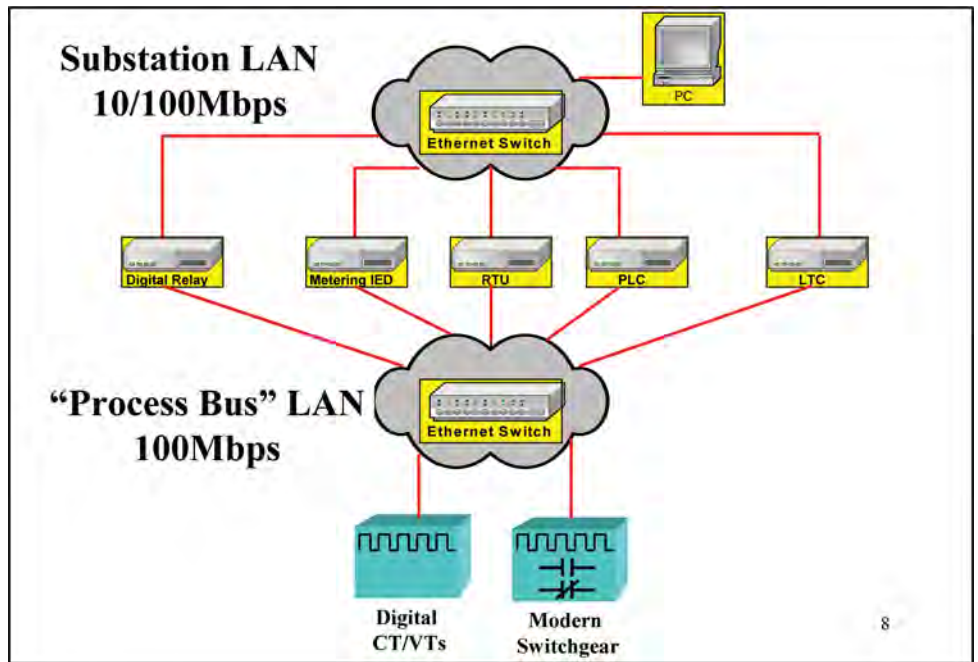 Substation LAN
10/100Mbps
PC
Ethernet Switch
Digital Relay
Metering IED
RTU
PLC
LTC
“Process Bus” LAN
100Mbps
Ethernet Switch
Digital
CT/VTs
Modern
Switchgear
8